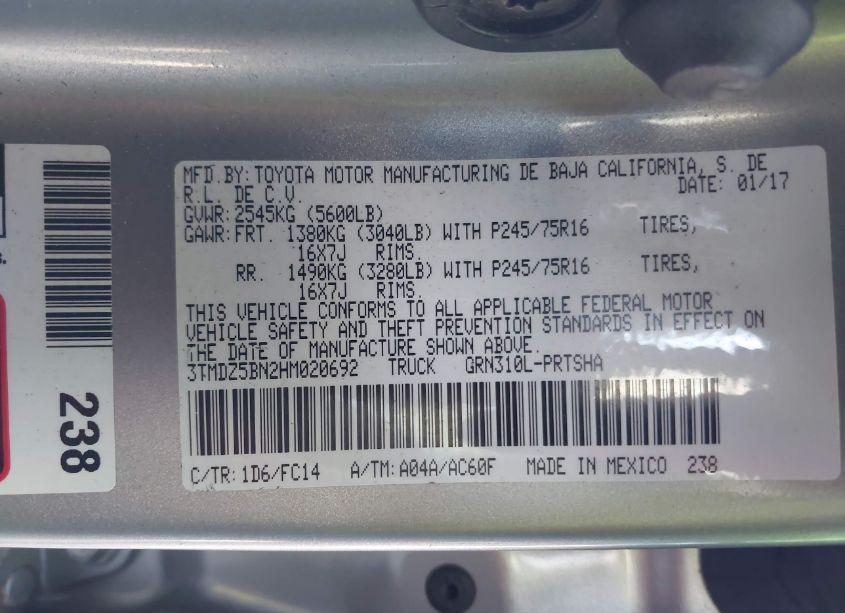 MFD.BY: TOYOTA MOTOR MANUFACTURING DE BAJA CALIFORNIA, S. DE
R.L. DE C.V.
DATE: 01/17
GVWR: 2545KG (5600LB)
GAWR: FRT. 1380KG (3040LB) WITH P245/75R16 TIRES,
16X7J RIMS.
RR. 1490KG (3280LB) WITH P245/75R16 TIRES,
16X7J RIMS.
THIS VEHICLE CONFORMS TO ALL APPLICABLE FEDERAL MOTOR
VEHICLE SAFETY AND THEFT PREVENTION STANDARDS IN EFFECT ON
THE DATE OF MANUFACTURE SHOWN ABOVE.
3TMDZ5BN2HM020692 TRUCK GRN310L-PRTSHA
C/TR: 1D6/FC14 A/TM: A04A/AC60F MADE IN MEXICO 238
238